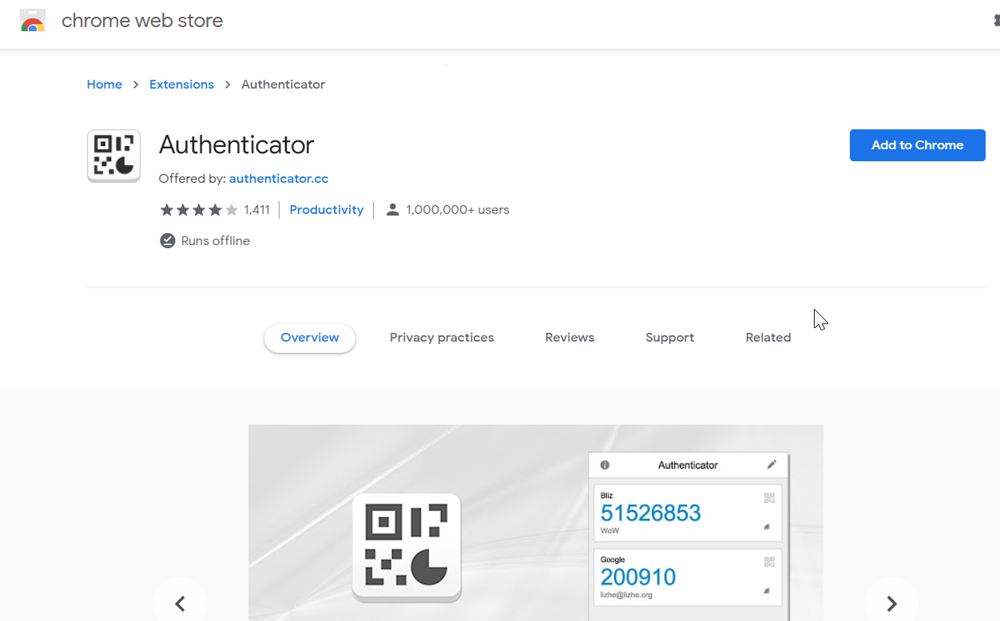 chrome web store
Home > Extensions > Authenticator
Authenticator
Add to Chrome
Offered by: authenticator.cc
1,411 Productivity 1,000,000+ users
Runs offline
Overview Privacy practices Reviews Support Related
Authenticator
Bliz
51526853
WoW
Google
200910
lizhe@lizhe.org